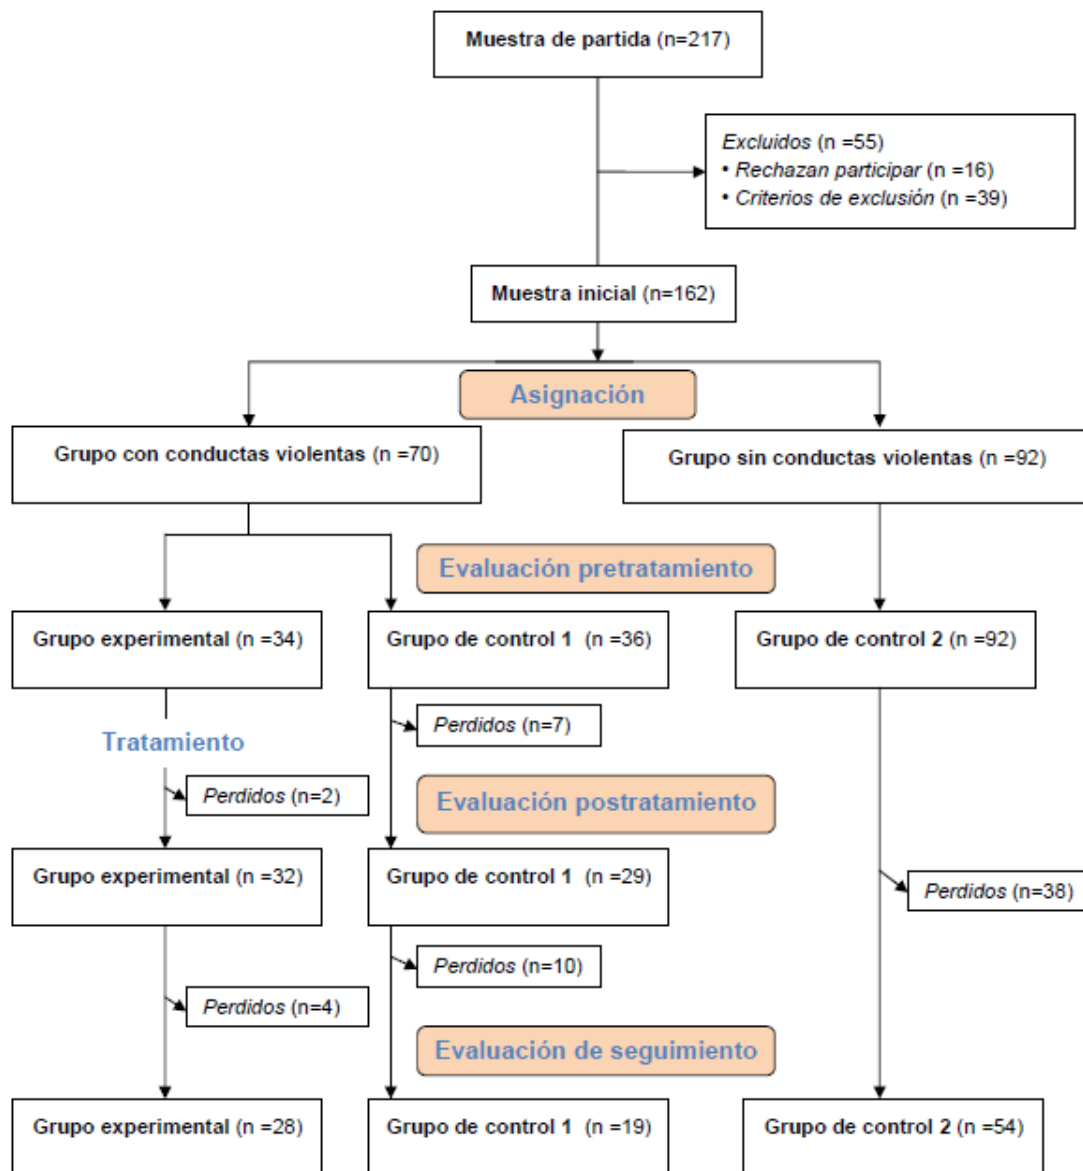 Muestra de partida (n=217)
Excluidos (n =55)
• Rechazan participar (n =16)
• Criterios de exclusión (n =39)
Muestra inicial (n=162)
Asignación
Grupo con conductas violentas (n =70)
Grupo sin conductas violentas (n =92)
Evaluación pretratamiento
Grupo experimental (n =34)
Grupo de control 1 (n =36)
Grupo de control 2 (n =92)
Perdidos (n=7)
Tratamiento
Perdidos (n=2)
Evaluación postratamiento
Grupo experimental (n =32)
Grupo de control 1 (n =29)
Perdidos (n=38)
Perdidos (n=10)
Perdidos (n=4)
Evaluación de seguimiento
Grupo experimental (n =28)
Grupo de control 1 (n =19)
Grupo de control 2 (n =54)